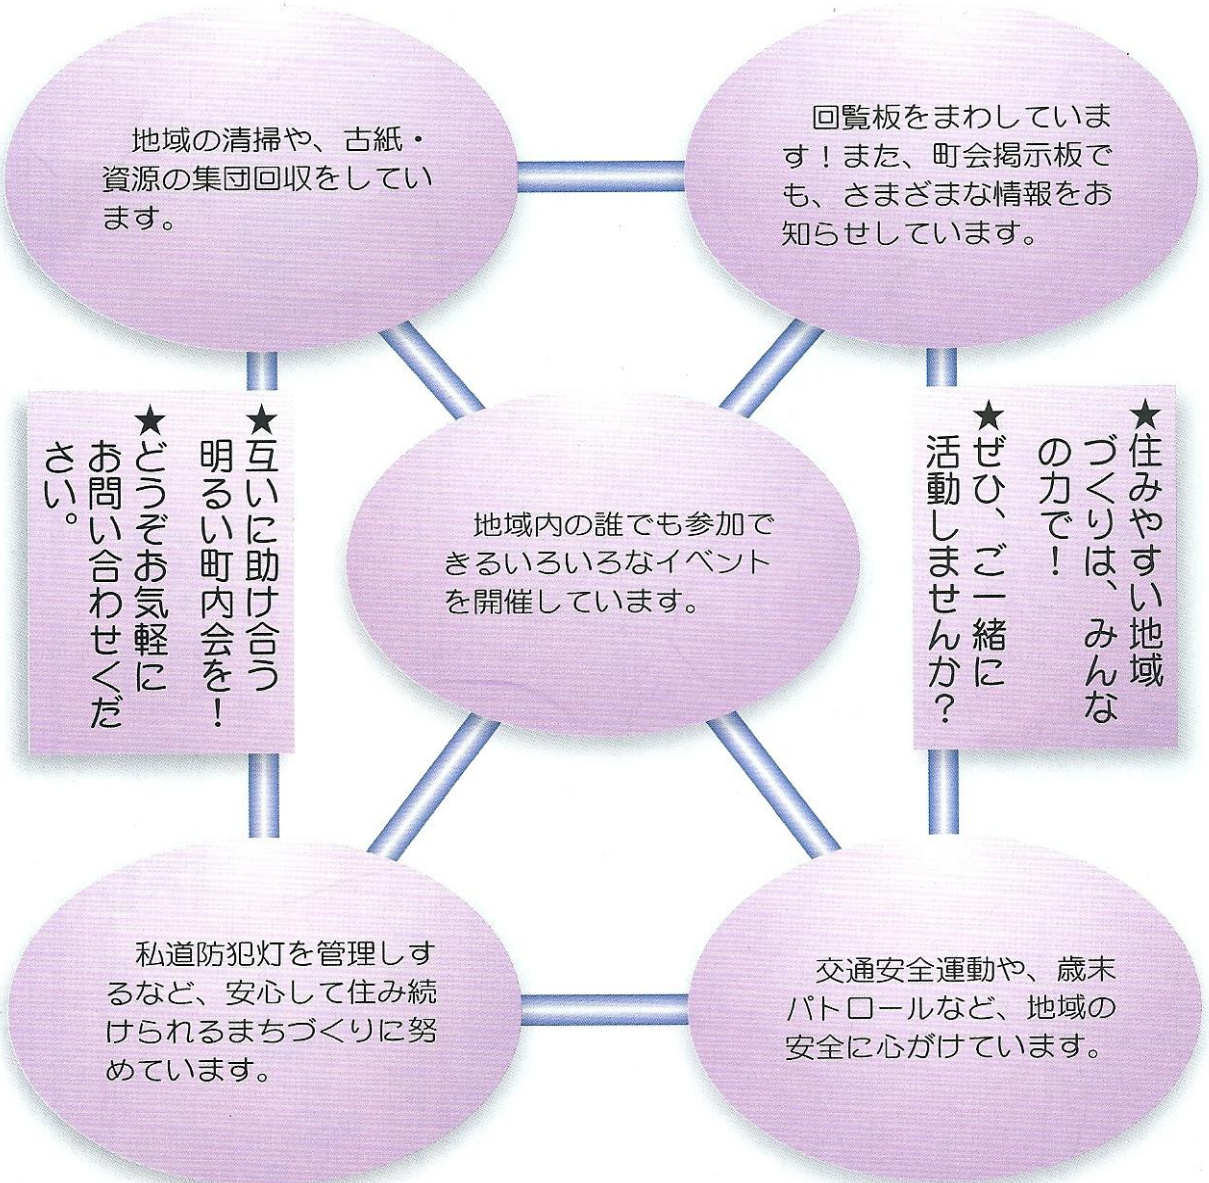 地域の清掃や、古紙・
資源の集団回収をしてい
ます。
回覧板をまわしていま
す！また、町会掲示板で
も、さまざまな情報をお
知らせしています。
★住みやすい地域
づくりは、みんな
の力で！
★ぜひ、ご一緒に
活動しませんか？
地域内の誰でも参加で
きるいろいろなイベント
を開催しています。
★互いに助け合う
明るい町内会を！
★どうぞお気軽に
お問い合わせくだ
さい。
私道防犯灯を管理しす
るなど、安心して住み続
けられるまちづくりに努
めています。
交通安全運動や、歳末
パトロールなど、地域の
安全に心がけています。